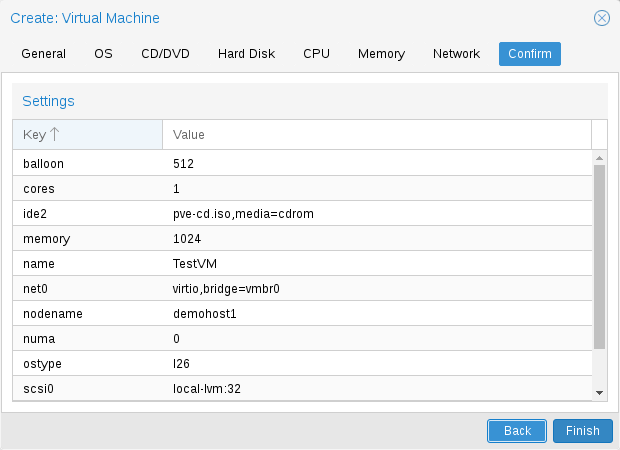 Create: Virtual Machine
General OS CD/DVD Hard Disk CPU Memory Network Confirm
Settings
Key Value
balloon 512
cores 1
ide2 pve-cd.iso,media=cdrom
memory 1024
name TestVM
net0 virtio,bridge=vmbr0
nodename demohost1
numa 0
ostype l26
scsi0 local-lvm:32
Back Finish